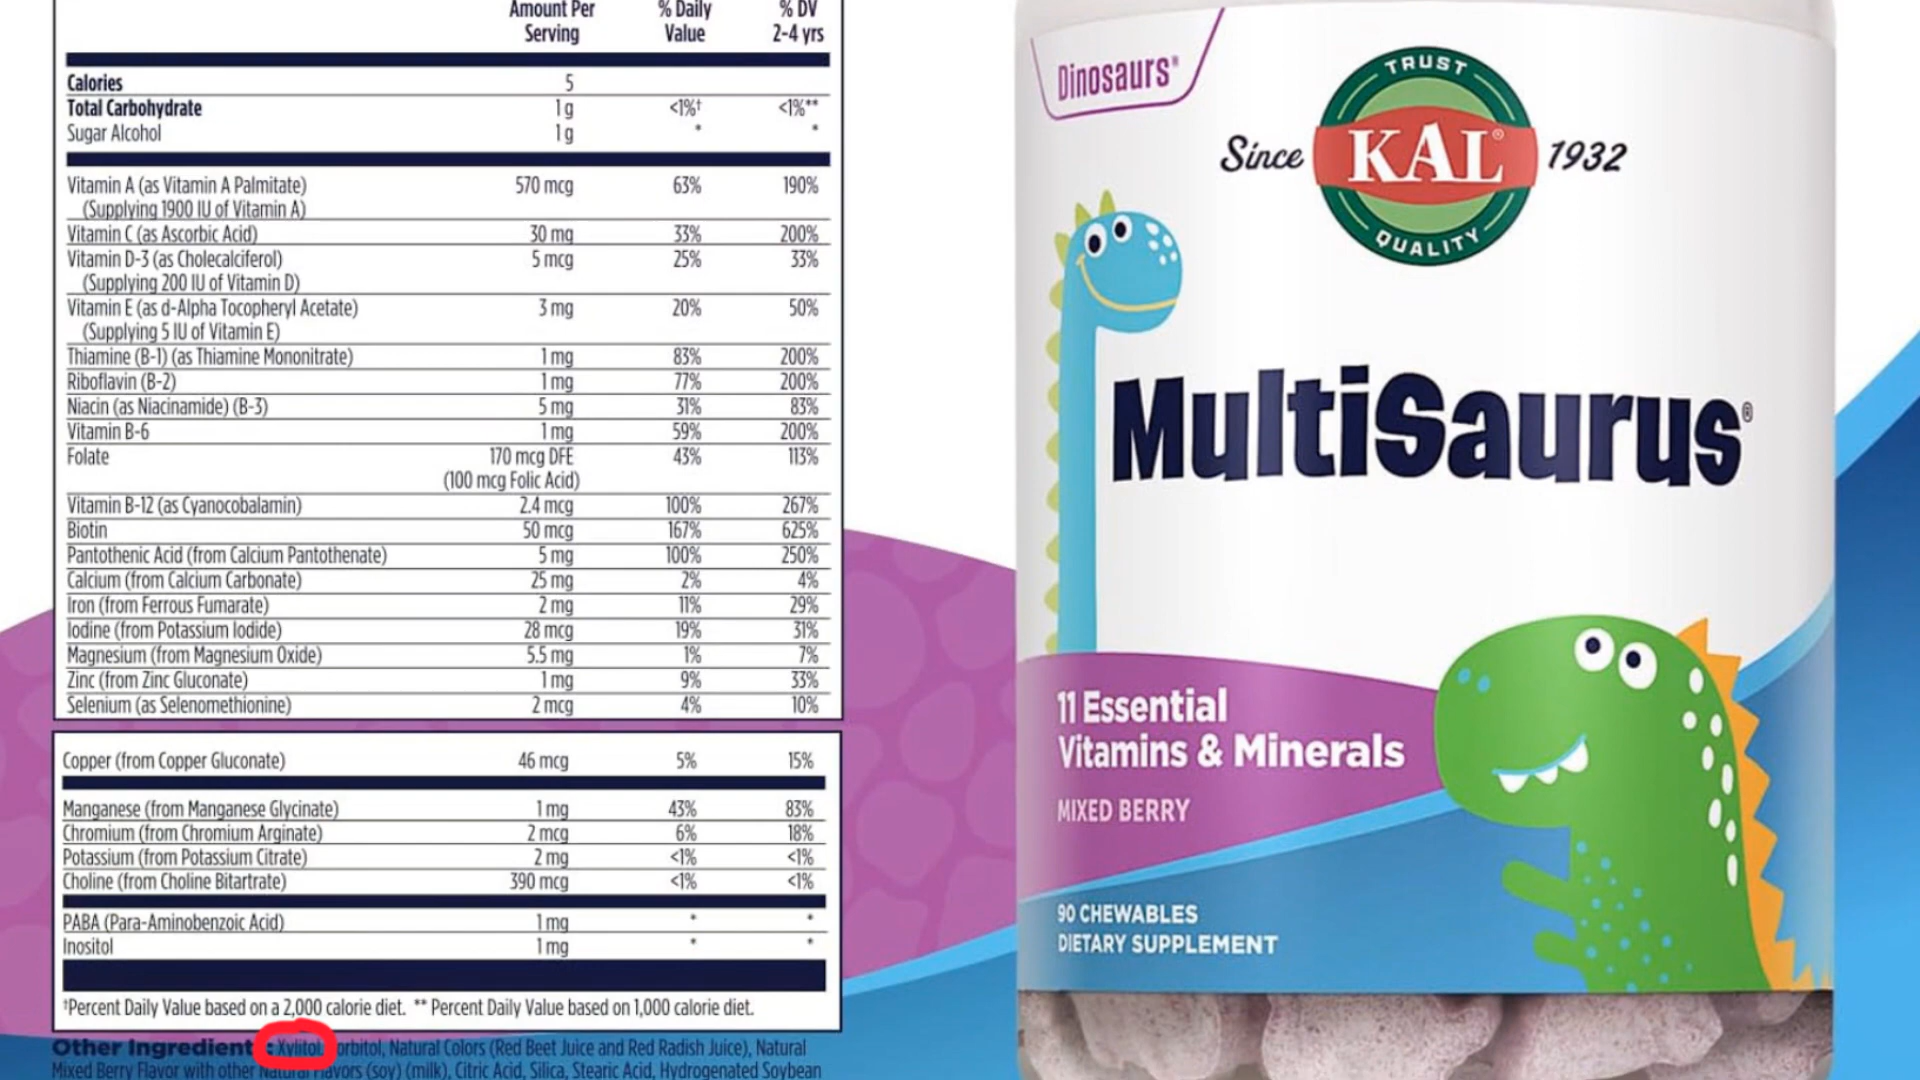 Amount Per % Daily % DV
Serving Value 2-4 yrs
Calories 5
Total Carbohydrate 1 g <1%† <1%**
Sugar Alcohol 1 g * *
Vitamin A (as Vitamin A Palmitate) 570 mcg 63% 190%
(Supplying 1900 IU of Vitamin A)
Vitamin C (as Ascorbic Acid) 30 mg 33% 200%
Vitamin D-3 (as Cholecalciferol) 5 mcg 25% 33%
(Supplying 200 IU of Vitamin D)
Vitamin E (as d-Alpha Tocopheryl Acetate) 3 mg 20% 50%
(Supplying 5 IU of Vitamin E)
Thiamine (B-1) (as Thiamine Mononitrate) 1 mg 83% 200%
Riboflavin (B-2) 1 mg 77% 200%
Niacin (as Niacinamide) (B-3) 5 mg 31% 83%
Vitamin B-6 1 mg 59% 200%
Folate 170 mcg DFE 43% 113%
(100 mcg Folic Acid)
Vitamin B-12 (as Cyanocobalamin) 2.4 mcg 100% 267%
Biotin 50 mcg 167% 625%
Pantothenic Acid (from Calcium Pantothenate) 5 mg 100% 250%
Calcium (from Calcium Carbonate) 25 mg 2% 4%
Iron (from Ferrous Fumarate) 2 mg 11% 29%
Iodine (from Potassium Iodide) 28 mcg 19% 31%
Magnesium (from Magnesium Oxide) 5.5 mg 1% 7%
Zinc (from Zinc Gluconate) 1 mg 9% 33%
Selenium (as Selenomethionine) 2 mcg 4% 10%
Copper (from Copper Gluconate) 46 mcg 5% 15%
Manganese (from Manganese Glycinate) 1 mg 43% 83%
Chromium (from Chromium Arginate) 2 mcg 6% 18%
Potassium (from Potassium Citrate) 2 mg <1% <1%
Choline (from Choline Bitartrate) 390 mcg <1% <1%
PABA (Para-Aminobenzoic Acid) 1 mg * *
Inositol 1 mg * *
†Percent Daily Value based on a 2,000 calorie diet. ** Percent Daily Value based on 1,000 calorie diet.
Other Ingredients: Xylitol, Sorbitol, Natural Colors (Red Beet Juice and Red Radish Juice), Natural
Mixed Berry Flavor with other Natural Flavors (soy) (milk), Citric Acid, Silica, Stearic Acid, Hydrogenated Soybean
Dinosaurs®
TRUST
Since KAL® 1932
QUALITY
MultiSaurus®
11 Essential
Vitamins & Minerals
MIXED BERRY
90 CHEWABLES
DIETARY SUPPLEMENT